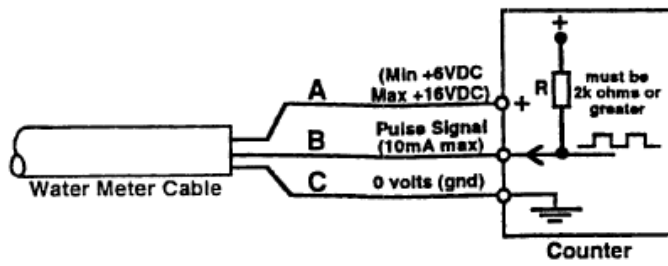 +
A
(Min +6VDC
Max +16VDC)
+
R
must be
2k ohms or
greater
B
Pulse Signal
(10mA max)
C
0 volts (gnd)
Water Meter Cable
Counter